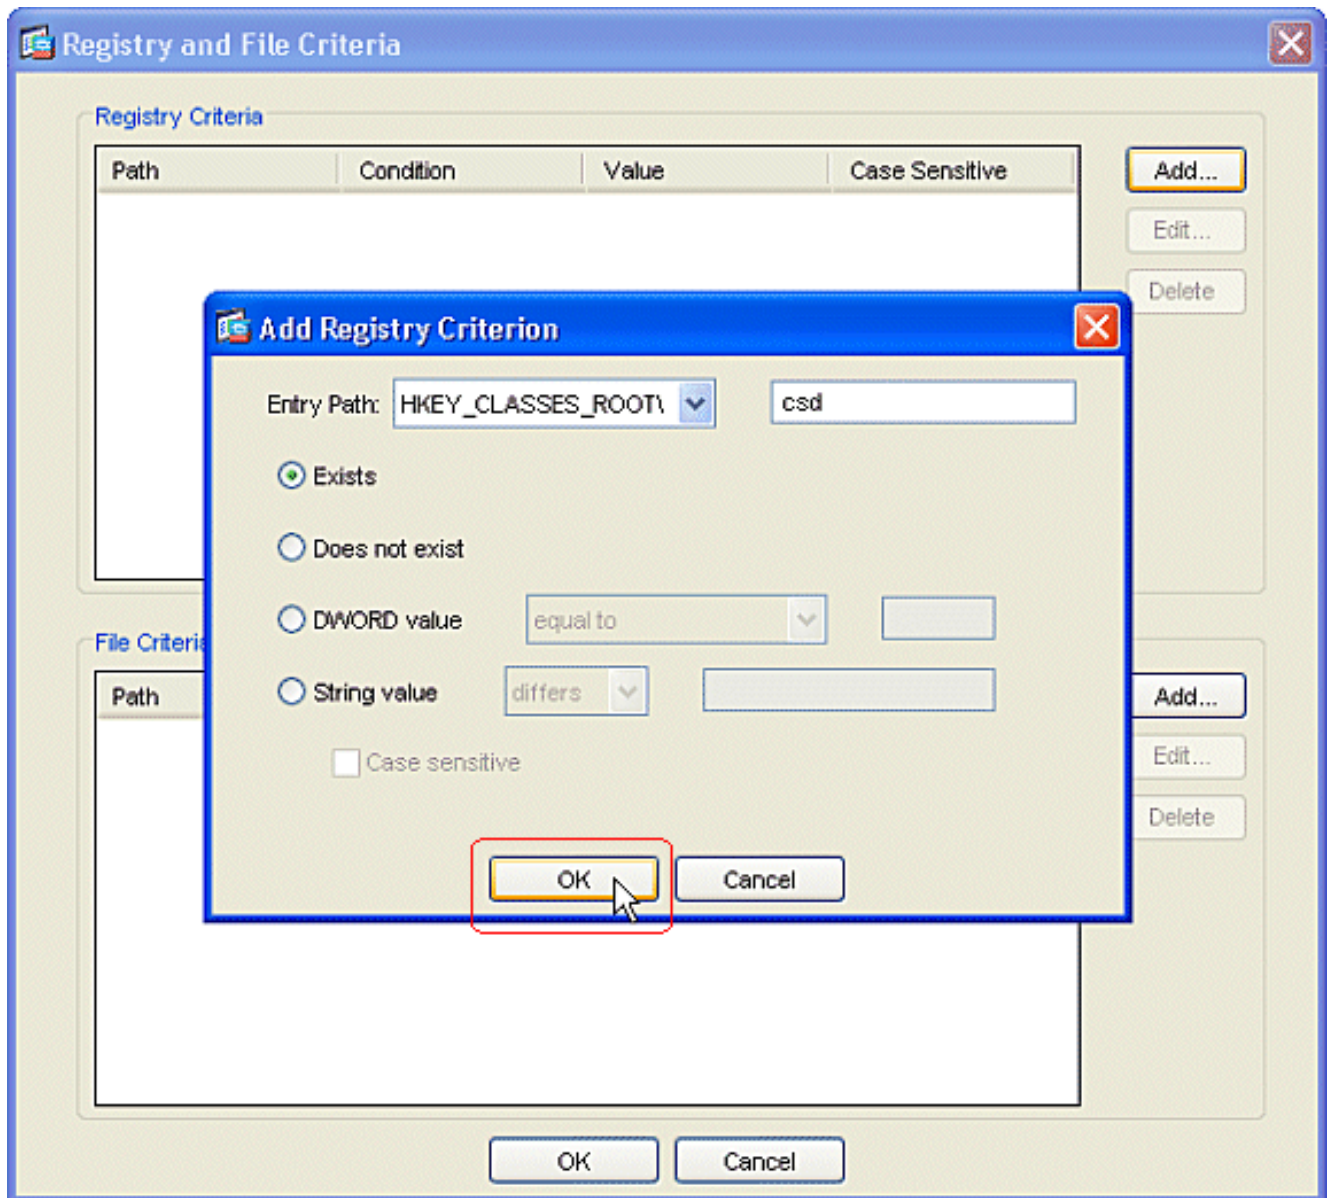 Registry and File Criteria
Registry Criteria
Path Condition Value Case Sensitive
Add...
Edit...
Delete
Add Registry Criterion
Entry Path: HKEY_CLASSES_ROOT\ csd
Exists
Does not exist
DWORD value equal to
String value differs
Case sensitive
OK Cancel
File Criteria
Path
Add...
Edit...
Delete
OK Cancel